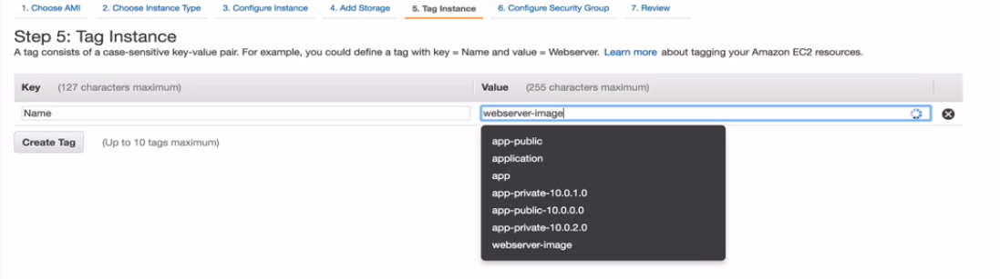 1. Choose AMI 2. Choose Instance Type 3. Configure Instance 4. Add Storage 5. Tag Instance 6. Configure Security Group 7. Review
Step 5: Tag Instance
A tag consists of a case-sensitive key-value pair. For example, you could define a tag with key = Name and value = Webserver. Learn more about tagging your Amazon EC2 resources.
Key (127 characters maximum) Value (255 characters maximum)
Name webserver-image
Create Tag (Up to 10 tags maximum)
app-public
application
app
app-private-10.0.1.0
app-public-10.0.0.0
app-private-10.0.2.0
webserver-image